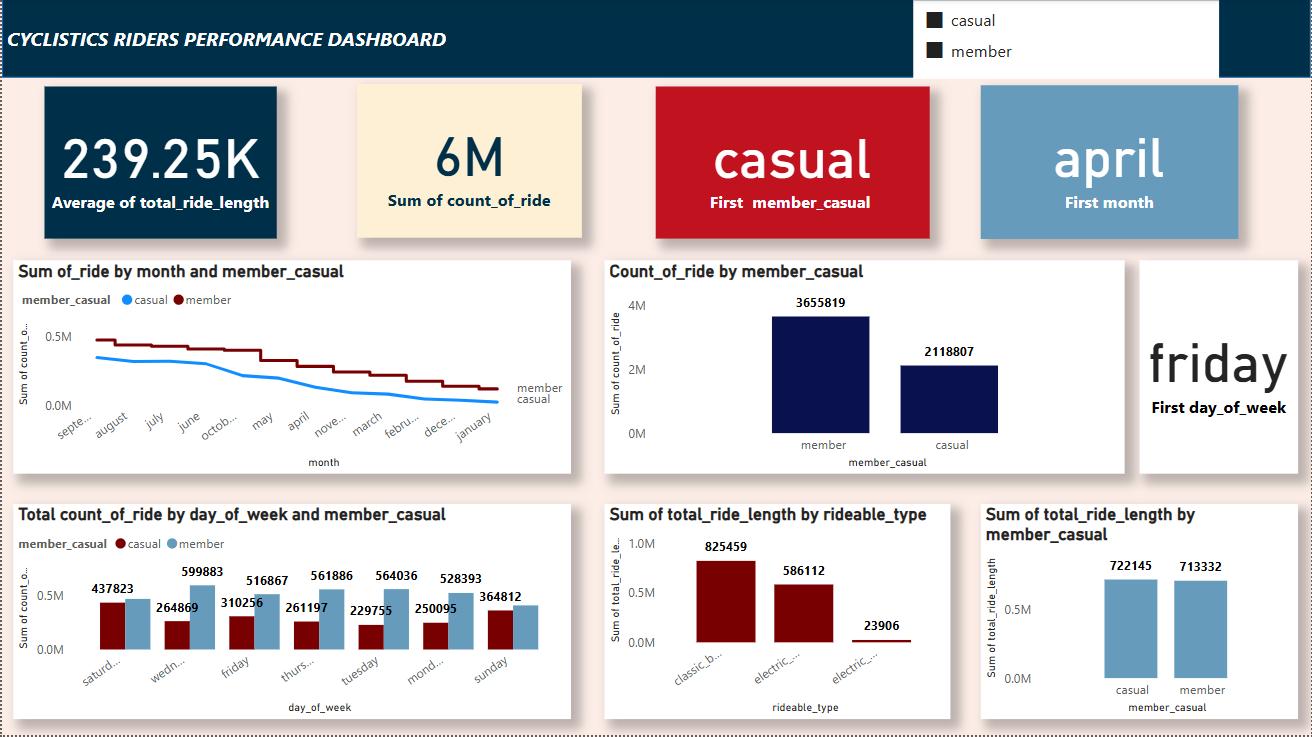 CYCLISTICS RIDERS PERFORMANCE DASHBOARD
casual
member
239.25K
Average of total_ride_length
6M
Sum of count_of_ride
casual
First member_casual
april
First month
Sum of_ride by month and member_casual
member_casual casual member
Sum of count_o...
0.5M
0.0M
member
casual
septe... august july june octob... may april nove... march febru... dece... january
month
Count_of_ride by member_casual
Sum of count_of_ride
4M
2M
0M
3655819
2118807
member casual
member_casual
friday
First day_of_week
Total count_of_ride by day_of_week and member_casual
member_casual casual member
Sum of count_o...
0.5M
0.0M
437823 264869 599883 310256 516867 261197 561886 229755 564036 250095 528393 364812
saturd... wedn... friday thurs... tuesday mond... sunday
day_of_week
Sum of total_ride_length by rideable_type
Sum of total_ride_le...
1.0M
0.5M
0.0M
825459
586112
23906
classic_b... electric_... electric_...
rideable_type
Sum of total_ride_length by
member_casual
Sum of total_ride_length
0.5M
0.0M
722145 713332
casual member
member_casual